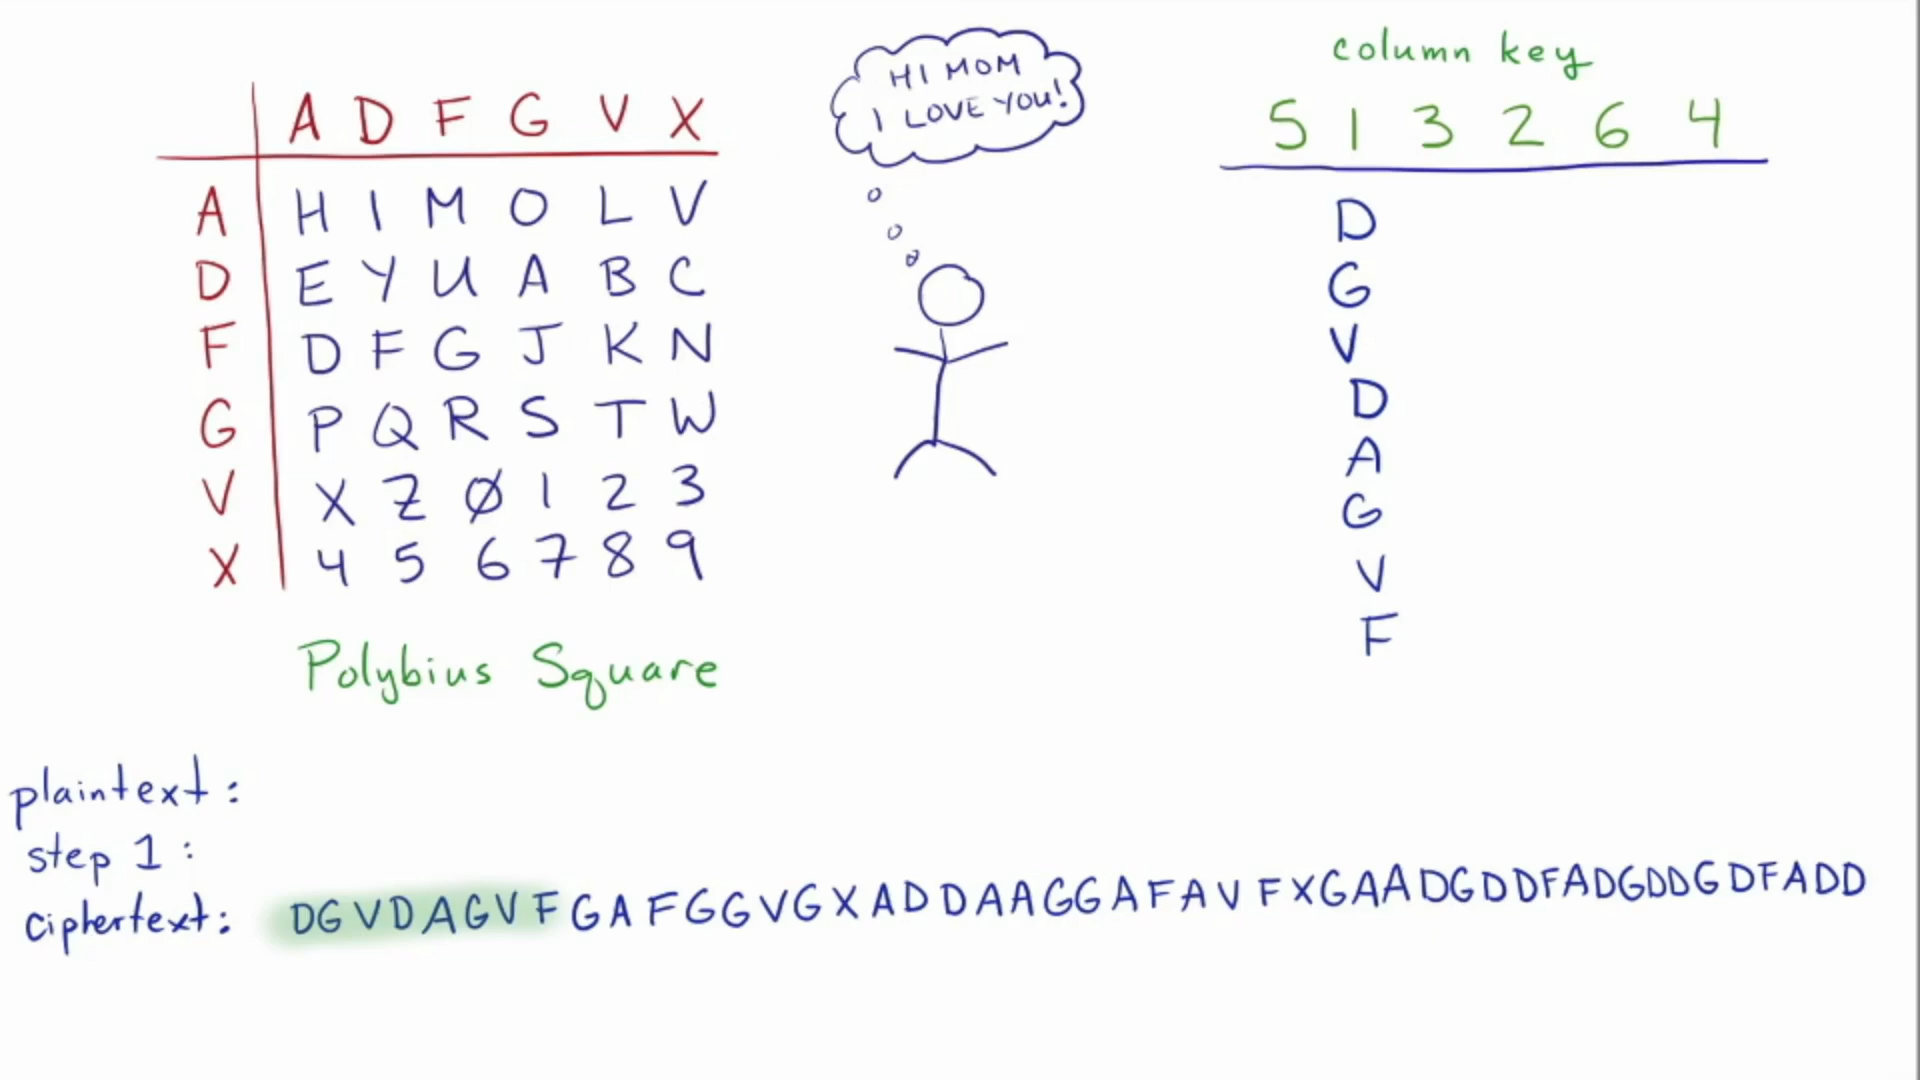 column key
5 1 3 2 6 4
D
G
V
D
A
G
V
F
HI MOM
I LOVE YOU!
A D F G V X
A H I M O L V
D E Y U A B C
F D F G J K N
G P Q R S T W
V X Z Ø 1 2 3
X 4 5 6 7 8 9
Polybius Square
plaintext:
step 1:
ciphertext: DGVDAGVFGAFGGVGXADDAAGGAFAVFXGAADGDDFADGDDGDFADD